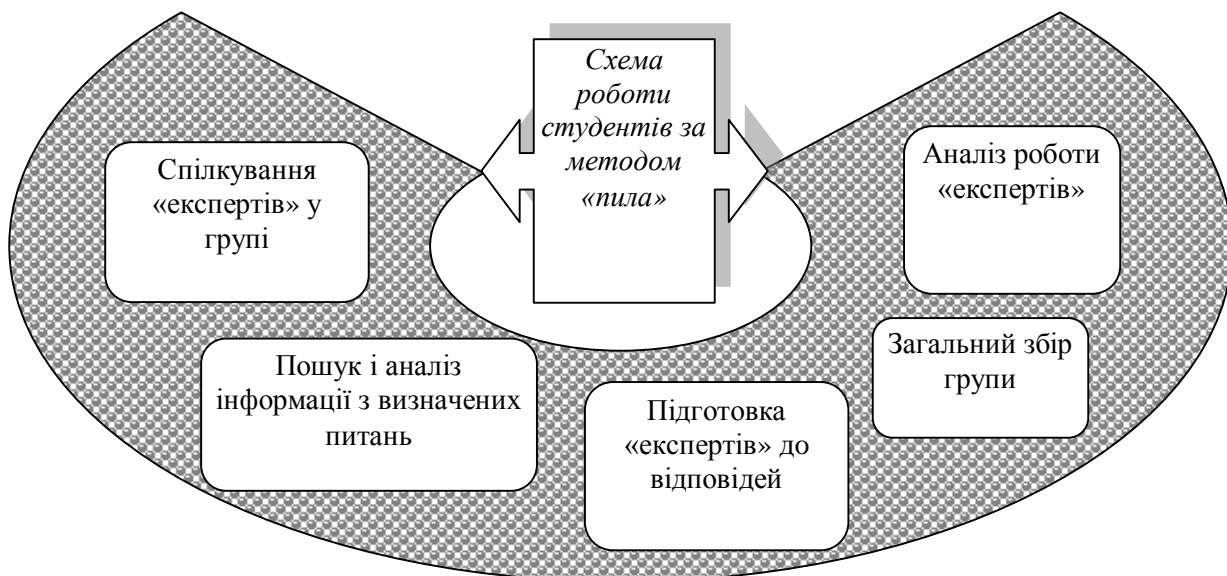 Схема
роботи
студентів за
методом
«пила»
Спілкування
«експертів» у
групі
Пошук і аналіз
інформації з визначених
питань
Підготовка
«експертів» до
відповідей
Загальний збір
групи
Аналіз роботи
«експертів»